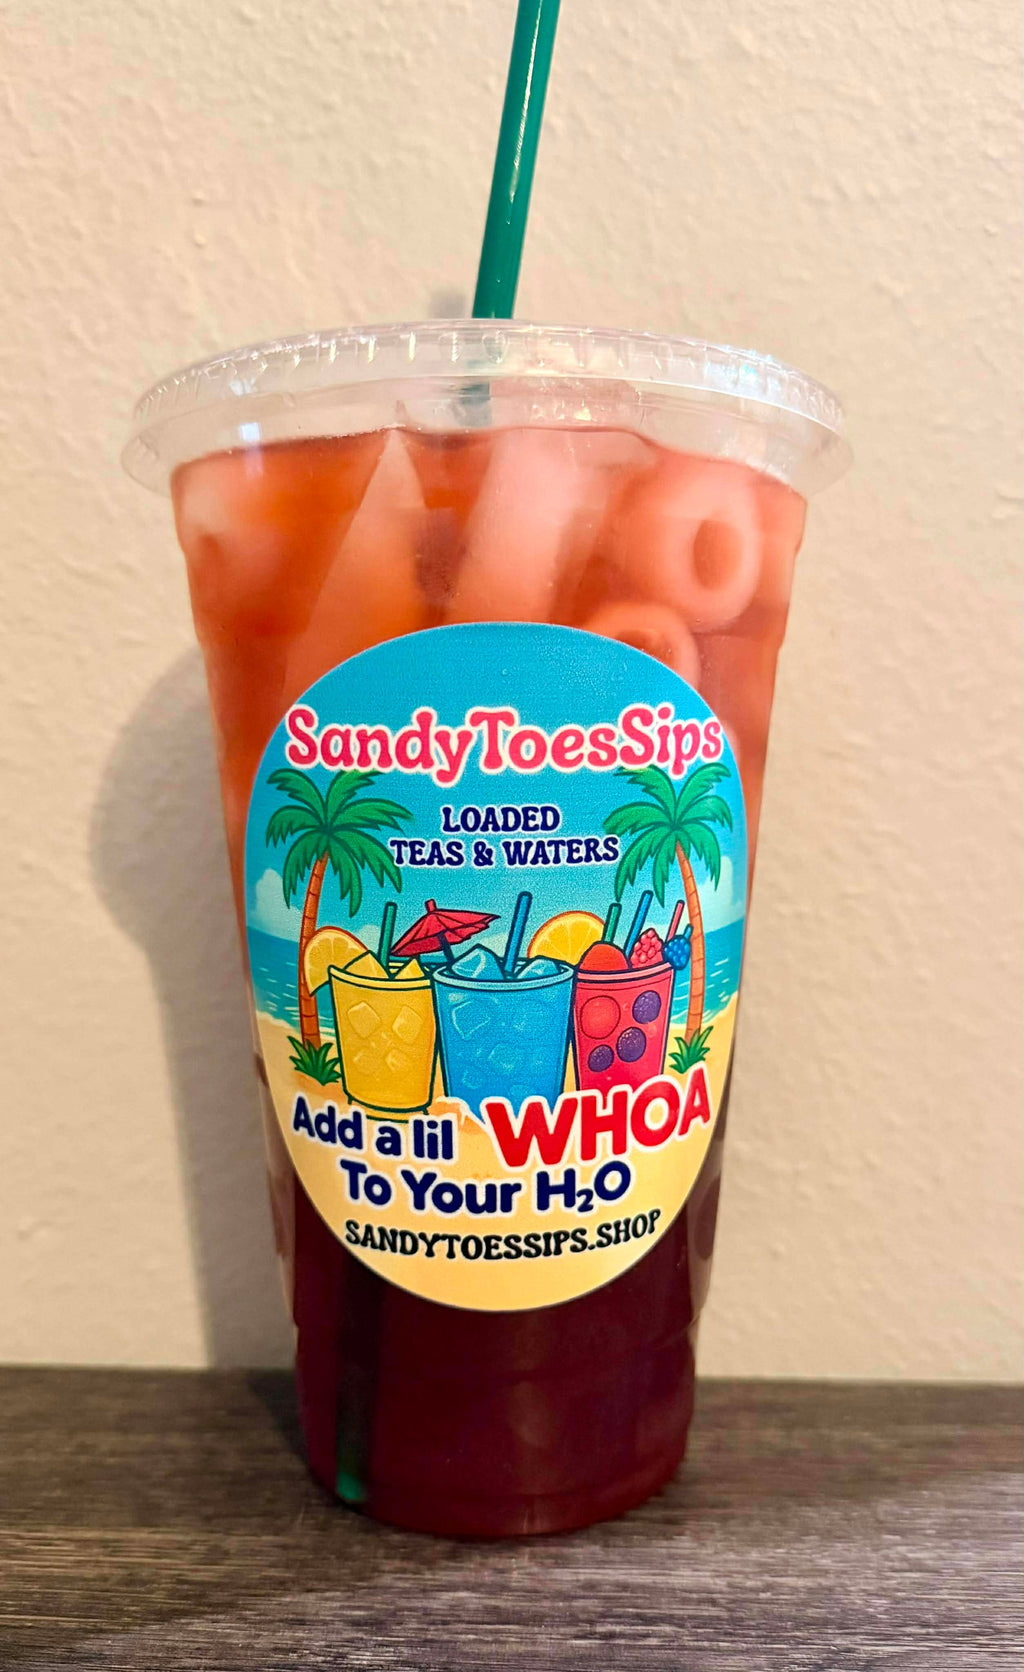 SandyToesSips
LOADED
TEAS & WATERS
Add a lil WHOA
To Your H₂O
SANDYTOESSIPS.SHOP